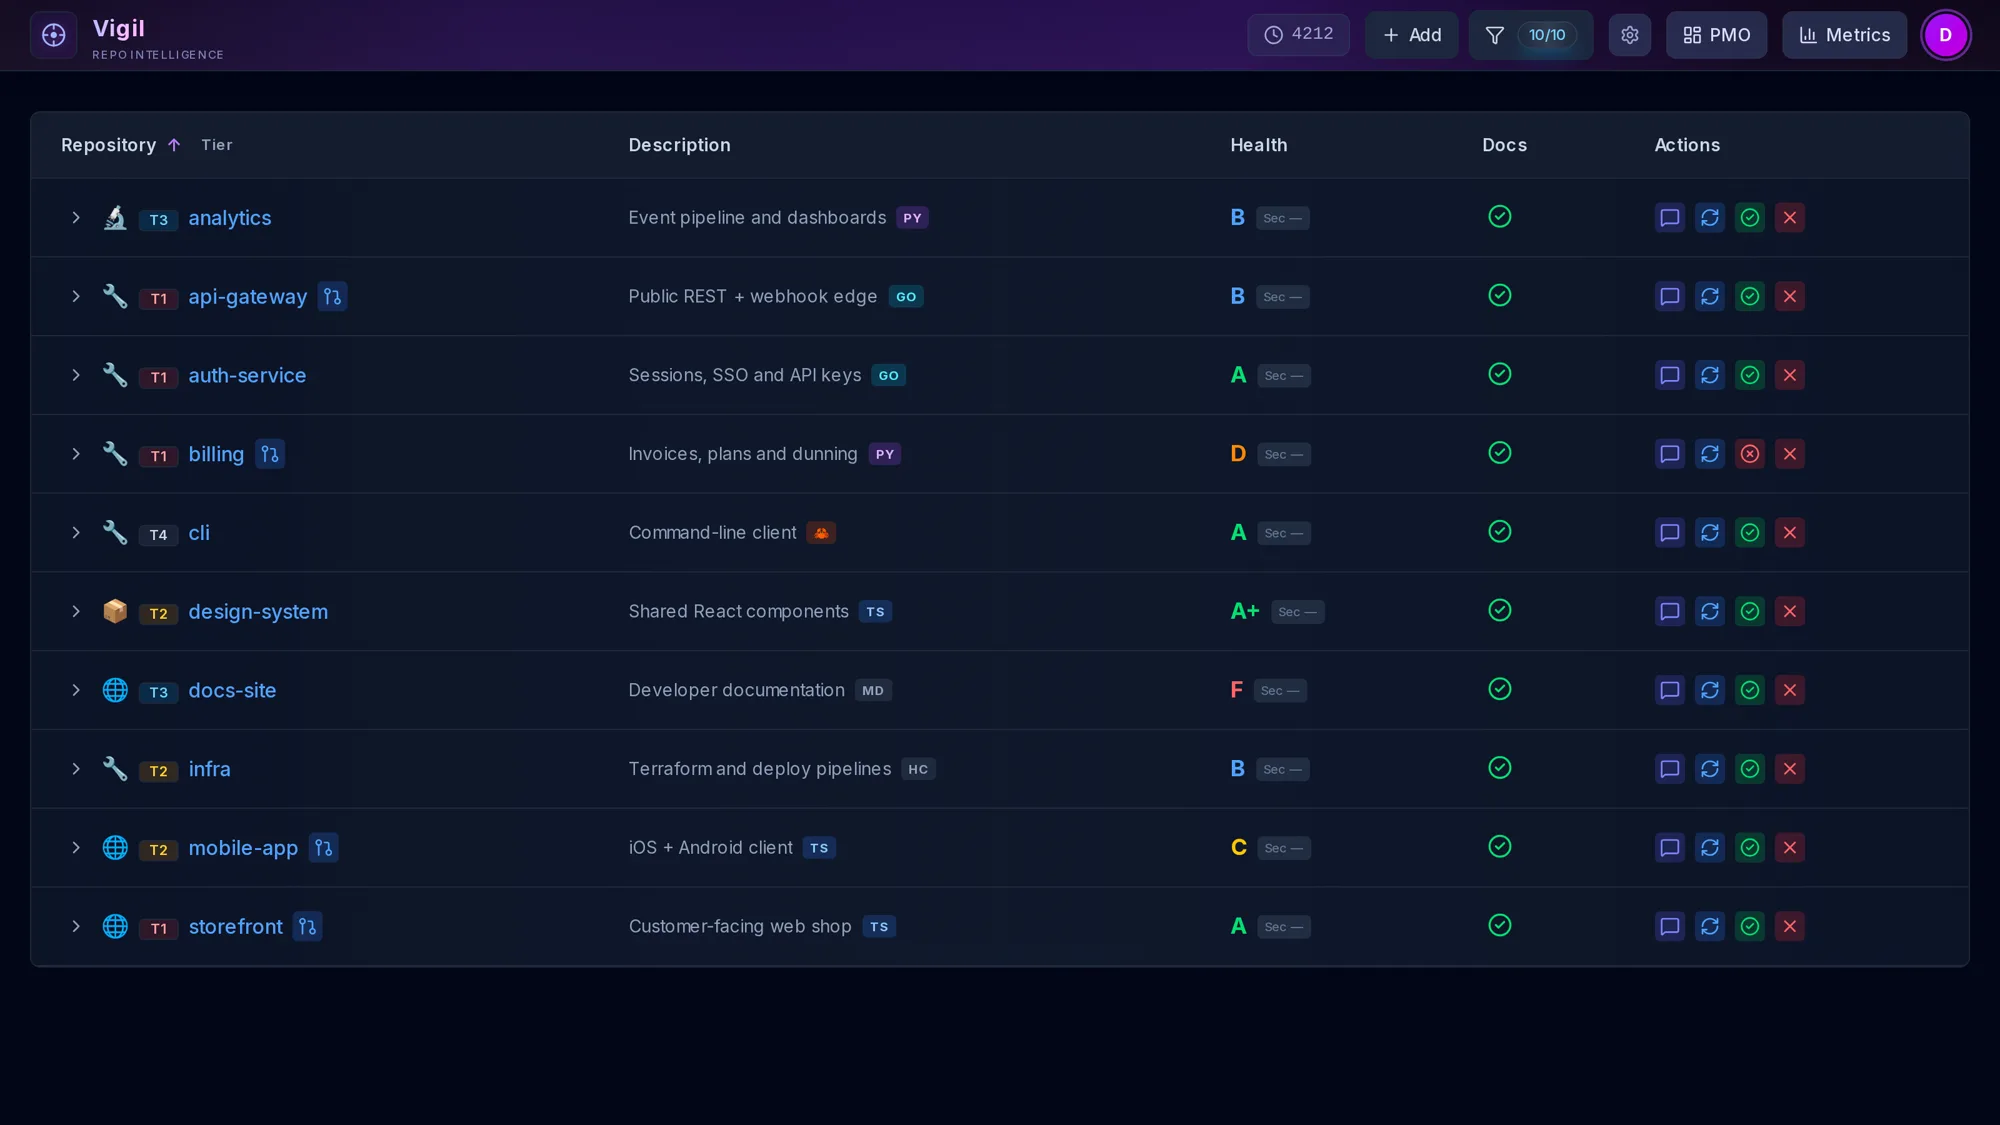 Vigil
REPO INTELLIGENCE
4212
Add
10/10
PMO
Metrics
D
Repository Tier Description Health Docs Actions
T3 analytics Event pipeline and dashboards PY B Sec —
T1 api-gateway Public REST + webhook edge GO B Sec —
T1 auth-service Sessions, SSO and API keys GO A Sec —
T1 billing Invoices, plans and dunning PY D Sec —
T4 cli Command-line client A Sec —
T2 design-system Shared React components TS A+ Sec —
T3 docs-site Developer documentation MD F Sec —
T2 infra Terraform and deploy pipelines HC B Sec —
T2 mobile-app iOS + Android client TS C Sec —
T1 storefront Customer-facing web shop TS A Sec —